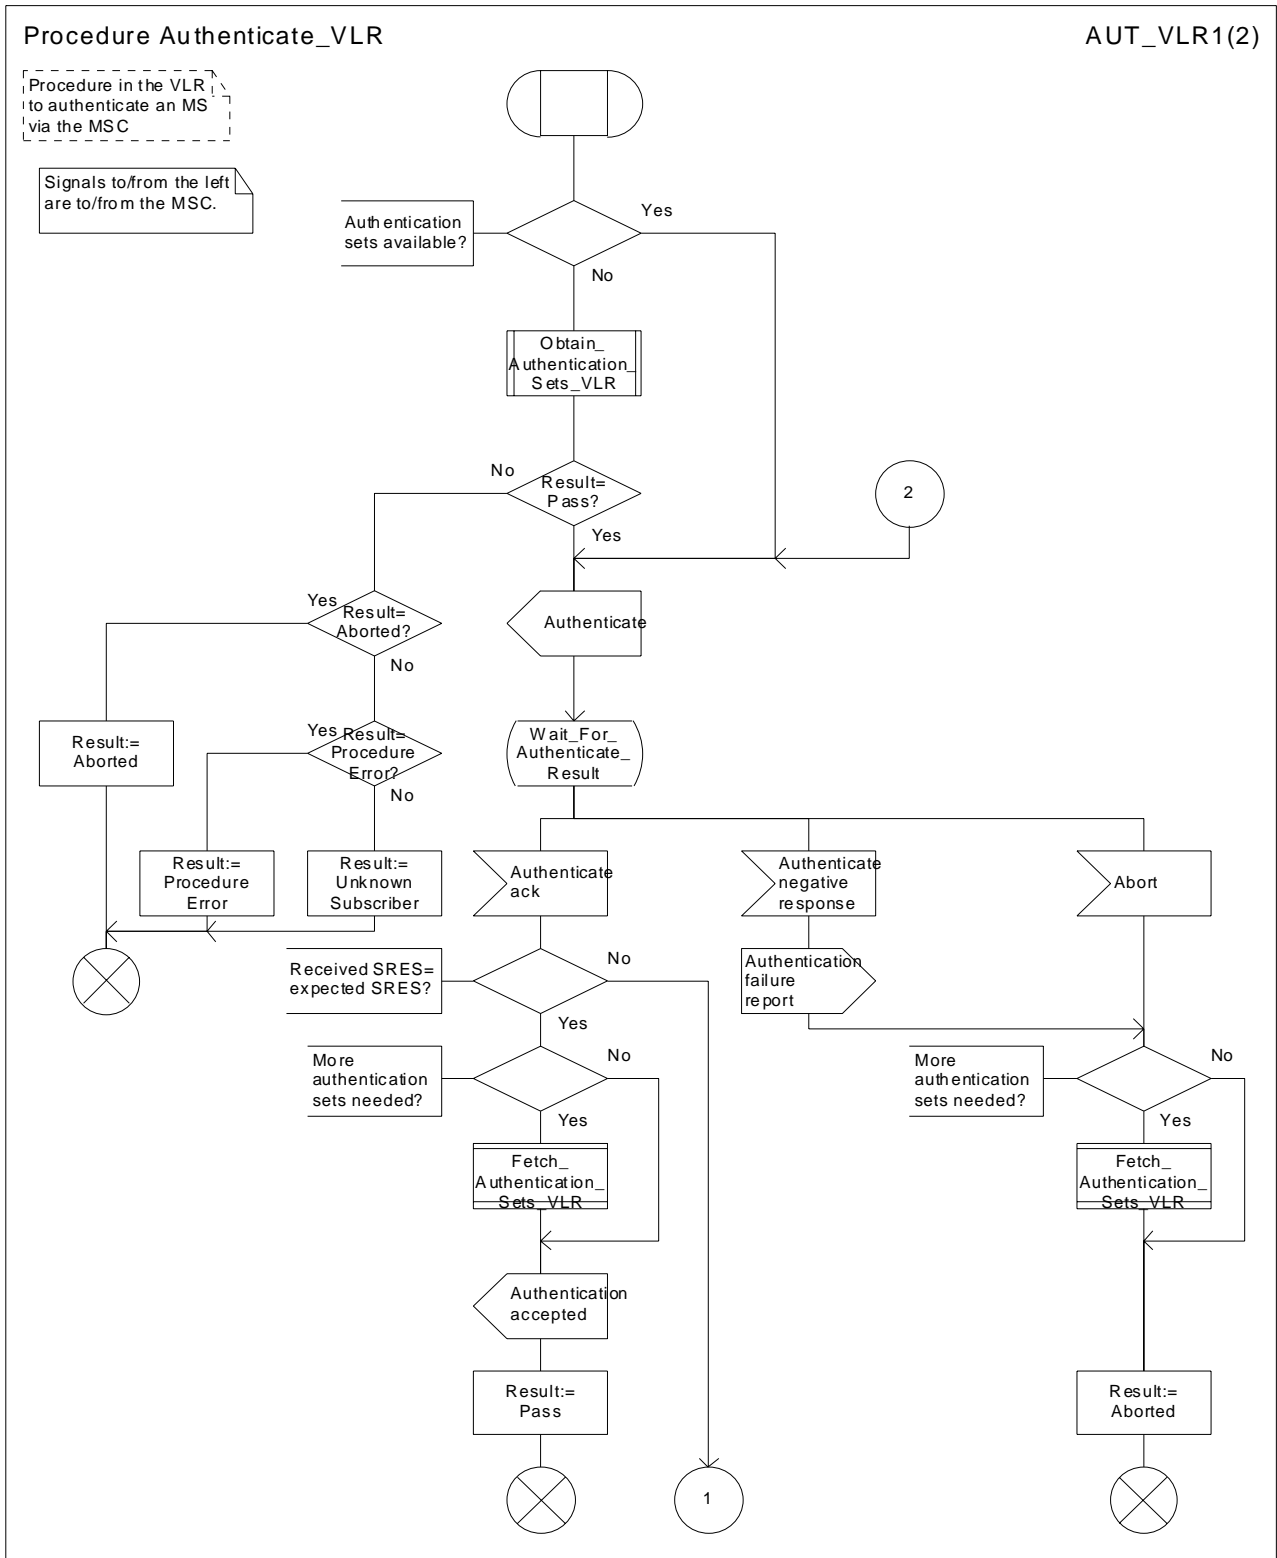 Procedure Authenticate_VLR
AUT_VLR1(2)
Procedure in the VLR
to authenticate an MS
via the MSC
Signals to/from the left
are to/from the MSC.
Authentication
sets available?
Yes
No
Obtain_
Authentication_
Sets_VLR
No
Result=
Pass?
Yes
2
Yes
Result=
Aborted?
No
Authenticate
Result:=
Aborted
Yes
Result=
Procedure
Error?
No
Wait_For_
Authenticate_
Result
Result:=
Procedure
Error
Result:=
Unknown
Subscriber
Authenticate
ack
Authenticate
negative
response
Abort
Received SRES=
expected SRES?
No
Yes
Authentication
failure
report
More
authentication
sets needed?
No
Yes
More
authentication
sets needed?
No
Yes
Fetch_
Authentication_
Sets_VLR
Fetch_
Authentication_
Sets_VLR
Authentication
accepted
Result:=
Pass
Result:=
Aborted
1